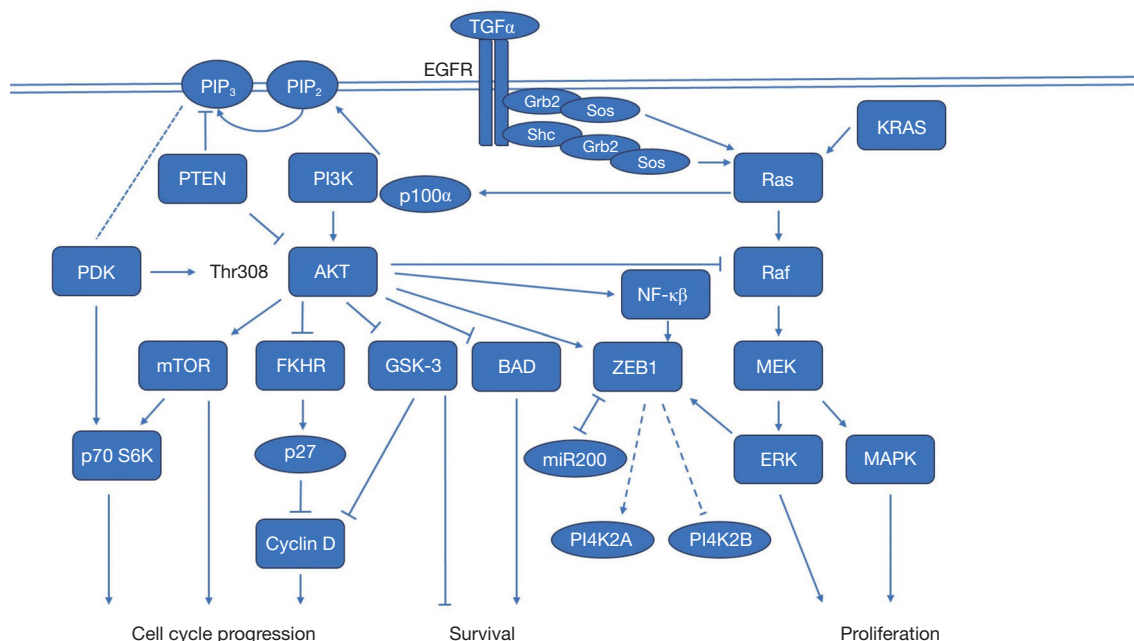 TGFα
EGFR
PIP3
PIP2
Grb2
Sos
Shc
Grb2
Sos
KRAS
PTEN
PI3K
p100α
Ras
PDK
Thr308
AKT
NF-κβ
Raf
mTOR
FKHR
GSK-3
BAD
ZEB1
MEK
p70 S6K
p27
miR200
ERK
MAPK
Cyclin D
PI4K2A
PI4K2B
Cell cycle progression
Survival
Proliferation